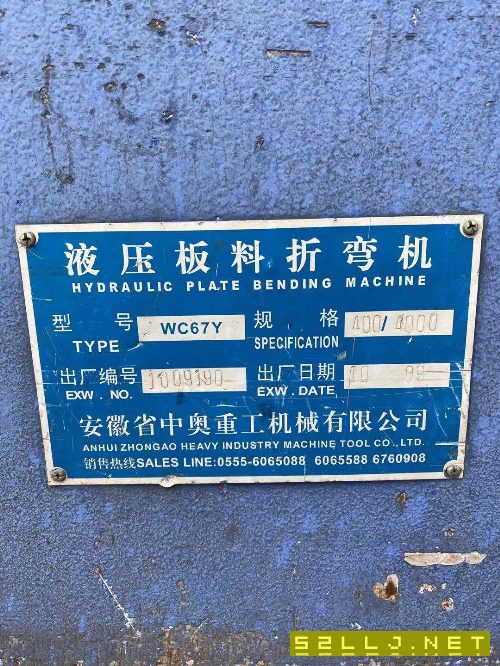 液压板料折弯机
HYDRAULIC PLATE BENDING MACHINE
型 号 WC67Y 规 格 400/4000
TYPE SPECIFICATION
出厂编号 1009190 出厂日期 10 09
EXW . NO. EXW . DATE
安徽省中奥重工机械有限公司
ANHUI ZHONGAO HEAVY INDUSTRY MACHINE TOOL CO., LTD.
销售热线SALES LINE:0555-6065088 6065588 6760908
52LLJ.NET